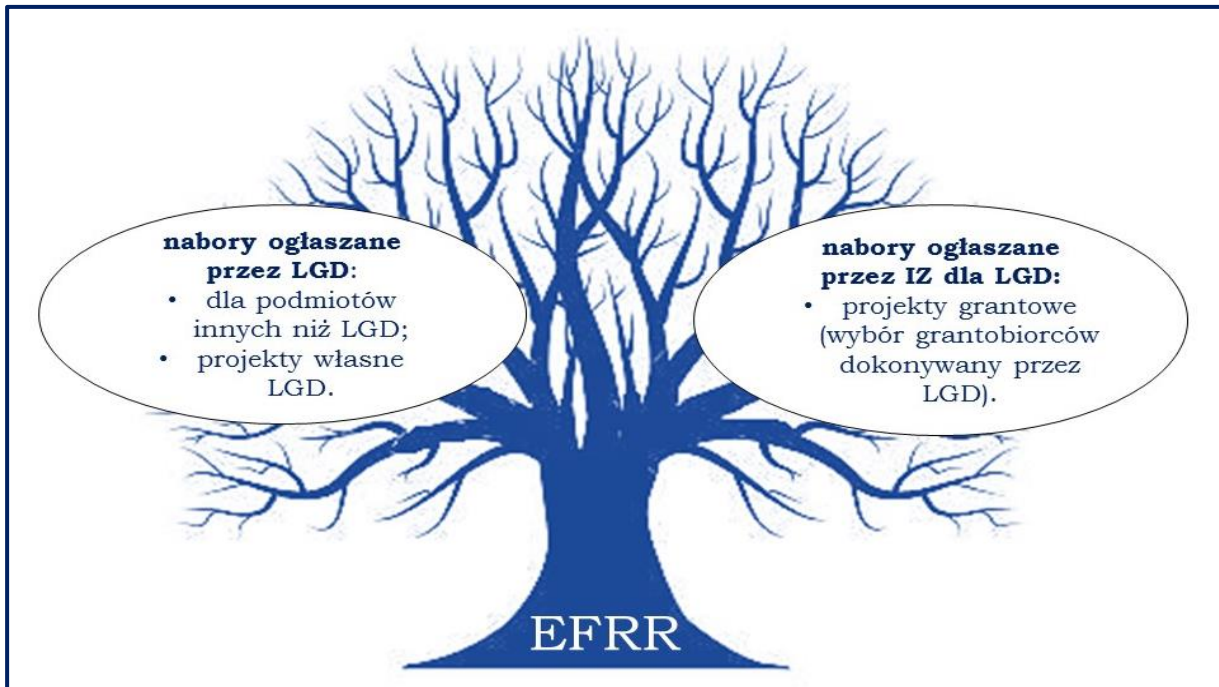 nabory ogłaszane
przez LGD:
• dla podmiotów
innych niż LGD;
• projekty własne
LGD.
nabory ogłaszane
przez IZ dla LGD:
• projekty grantowe
(wybór grantobiorców
dokonywany przez
LGD).
EFRR